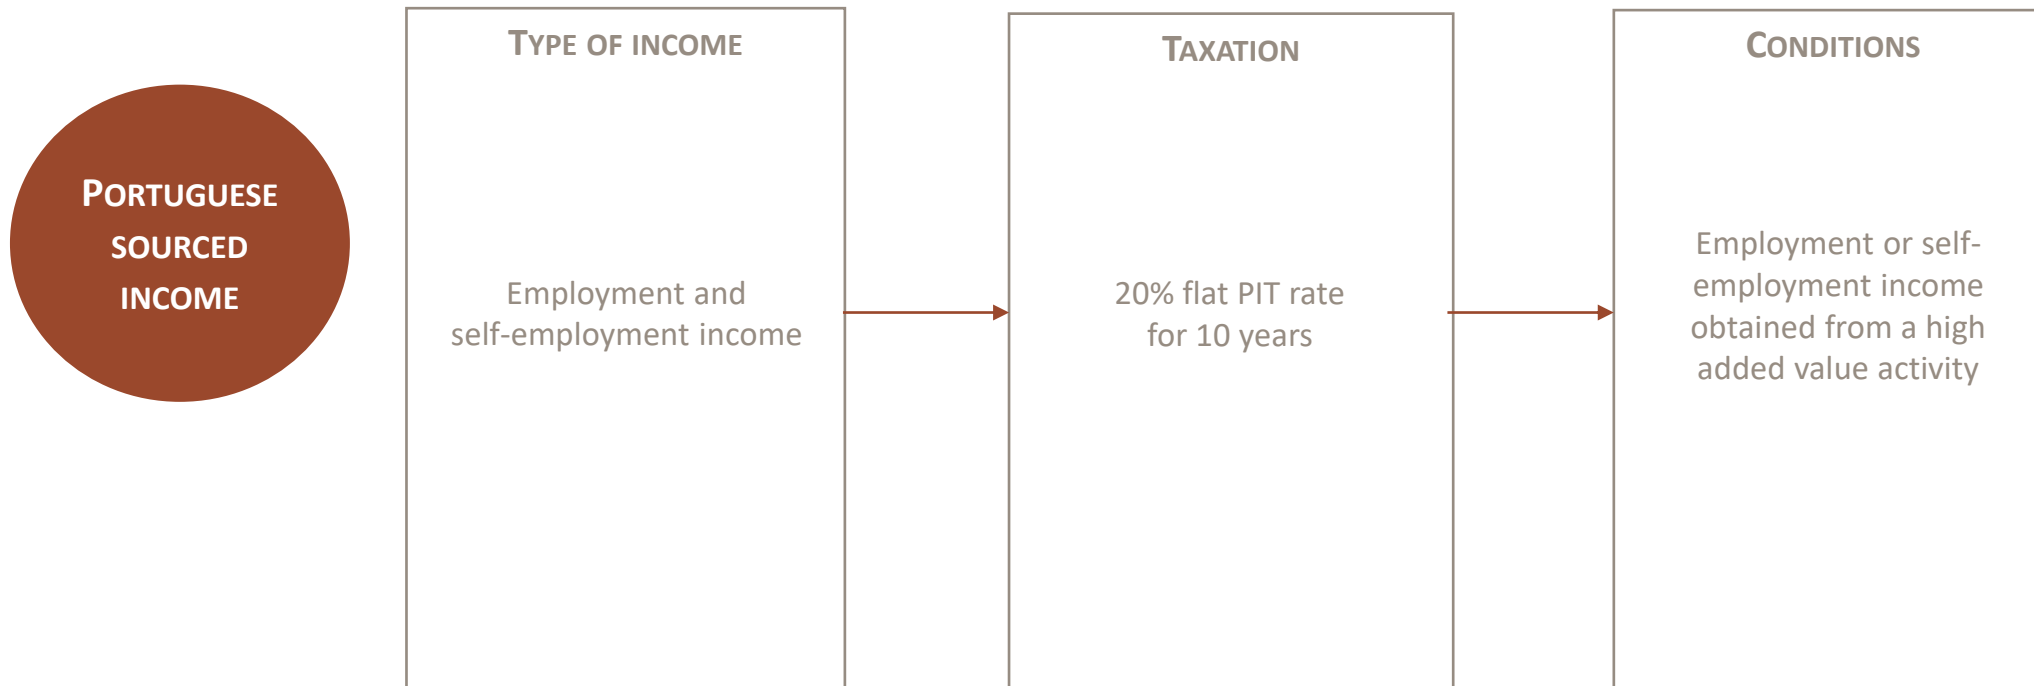 PORTUGUESE
SOURCED
INCOME
TYPE OF INCOME
Employment and
self-employment income
TAXATION
20% flat PIT rate
for 10 years
CONDITIONS
Employment or self-
employment income
obtained from a high
added value activity